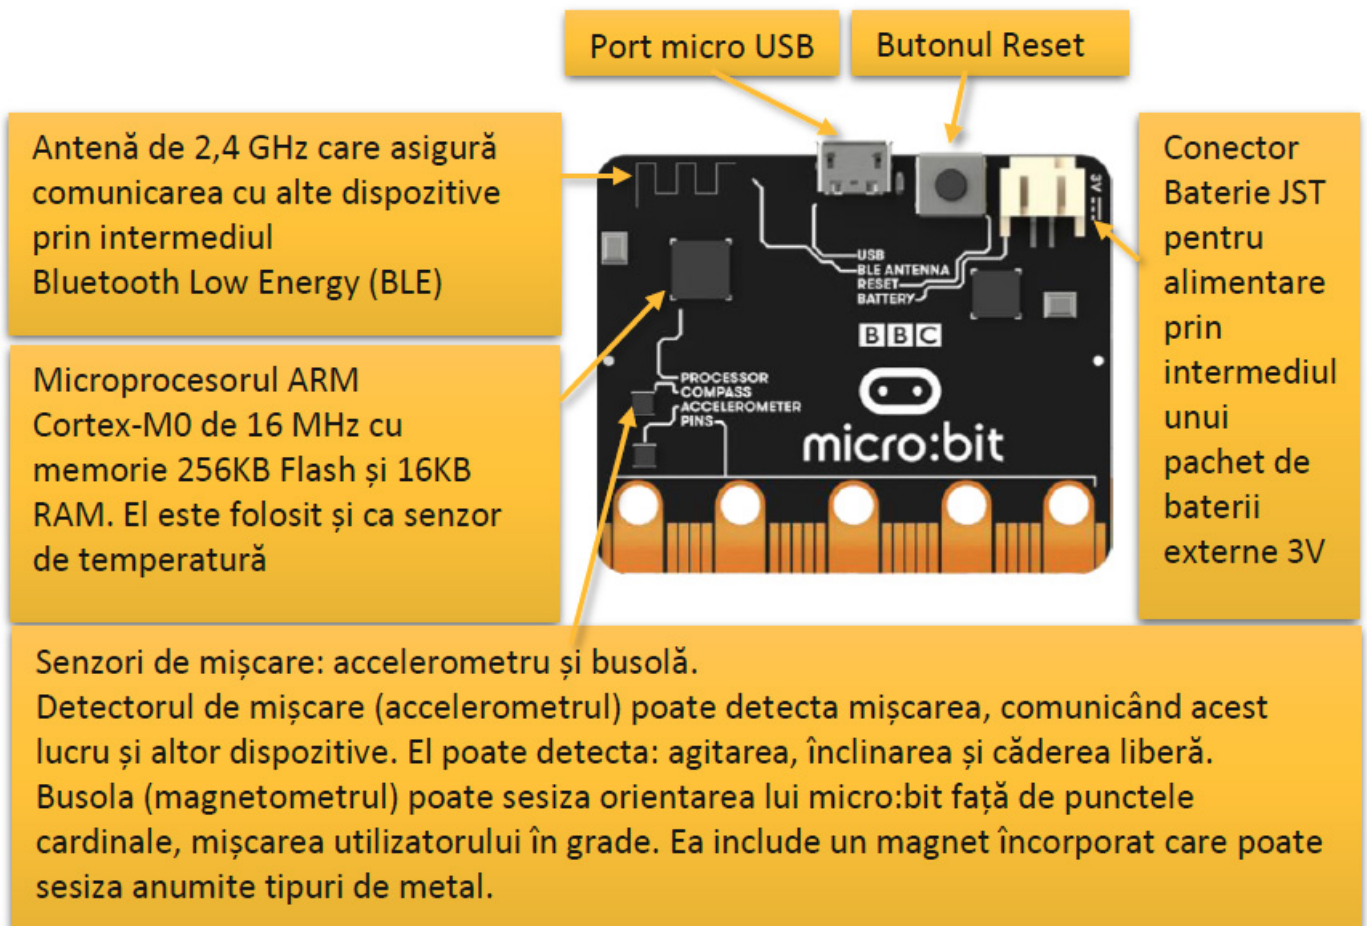 Port micro USB
Butonul Reset
Antenă de 2,4 GHz care asigură
comunicarea cu alte dispozitive
prin intermediul
Bluetooth Low Energy (BLE)
Conector
Baterie JST
pentru
alimentare
prin
intermediul
unui
pachet de
baterii
externe 3V
Microprocesorul ARM
Cortex-M0 de 16 MHz cu
memorie 256KB Flash și 16KB
RAM. El este folosit și ca senzor
de temperatură
3V
USB
BLE ANTENNA
RESET
BATTERY
BBC
PROCESSOR
COMPASS
ACCELEROMETER
PINS
micro:bit
Senzori de mișcare: accelerometru și busolă.
Detectorul de mișcare (accelerometrul) poate detecta mișcarea, comunicând acest
lucru și altor dispozitive. El poate detecta: agitarea, înclinarea și căderea liberă.
Busola (magnetometrul) poate sesiza orientarea lui micro:bit față de punctele
cardinale, mișcarea utilizatorului în grade. Ea include un magnet încorporat care poate
sesiza anumite tipuri de metal.